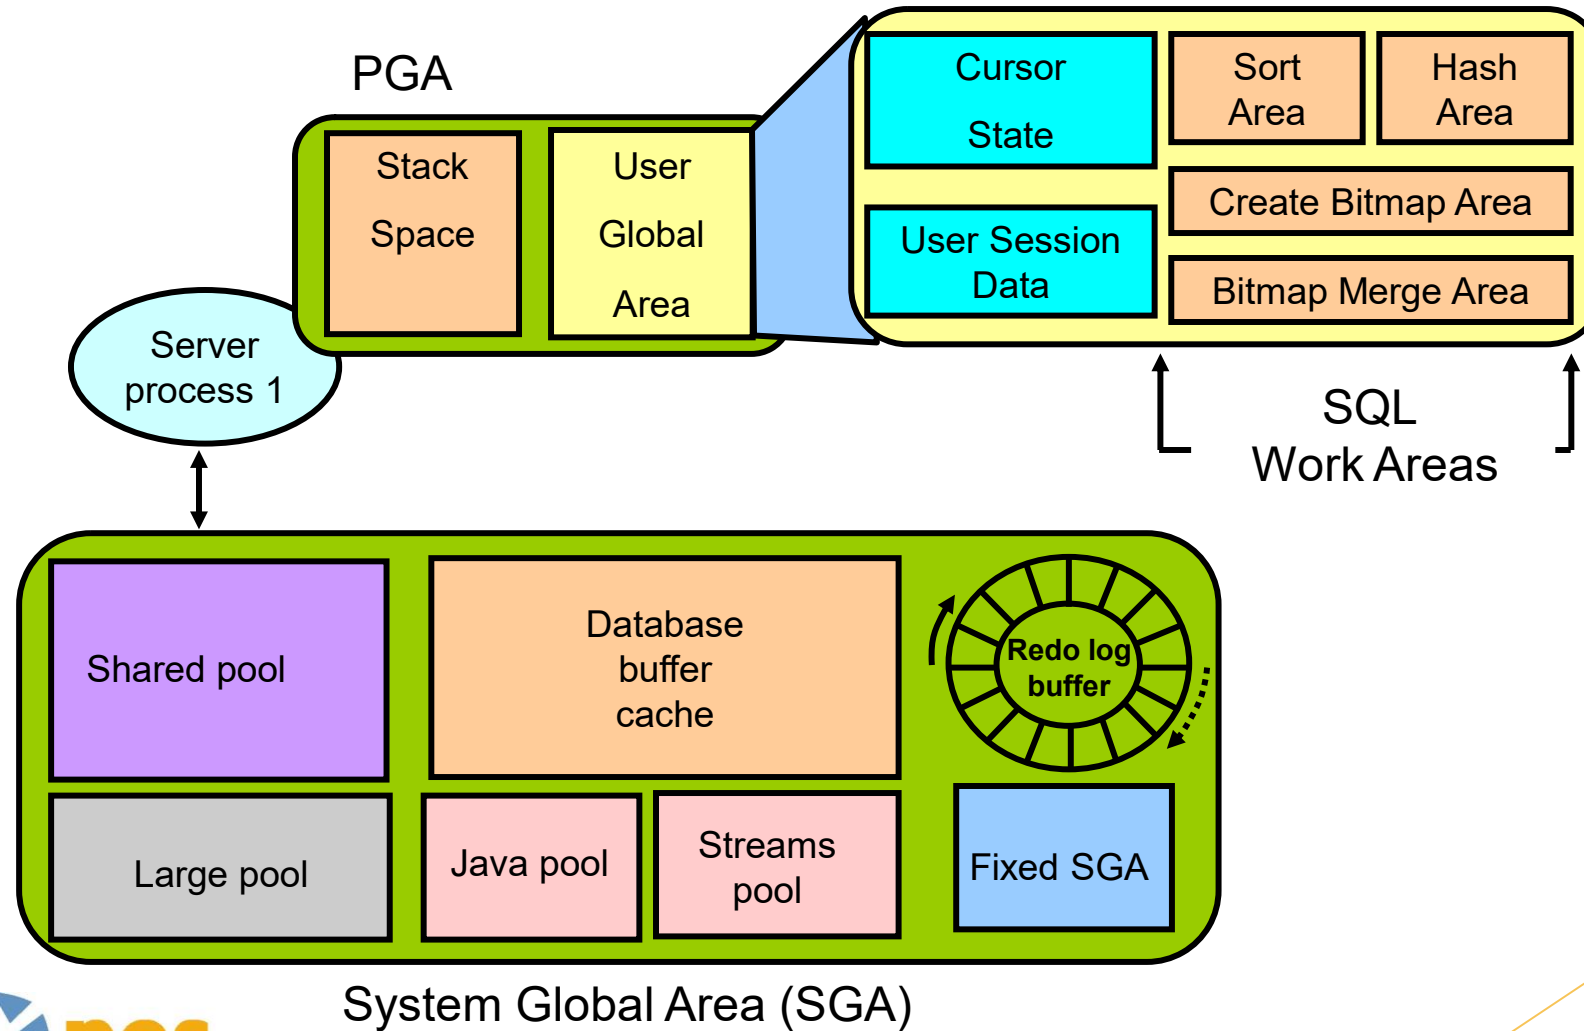 PGA
Stack
Space
User
Global
Area
Cursor
State
User Session
Data
Sort
Area
Hash
Area
Create Bitmap Area
Bitmap Merge Area
SQL
Work Areas
Server
process 1
Shared pool
Database
buffer
cache
Redo log
buffer
Large pool
Java pool
Streams
pool
Fixed SGA
System Global Area (SGA)